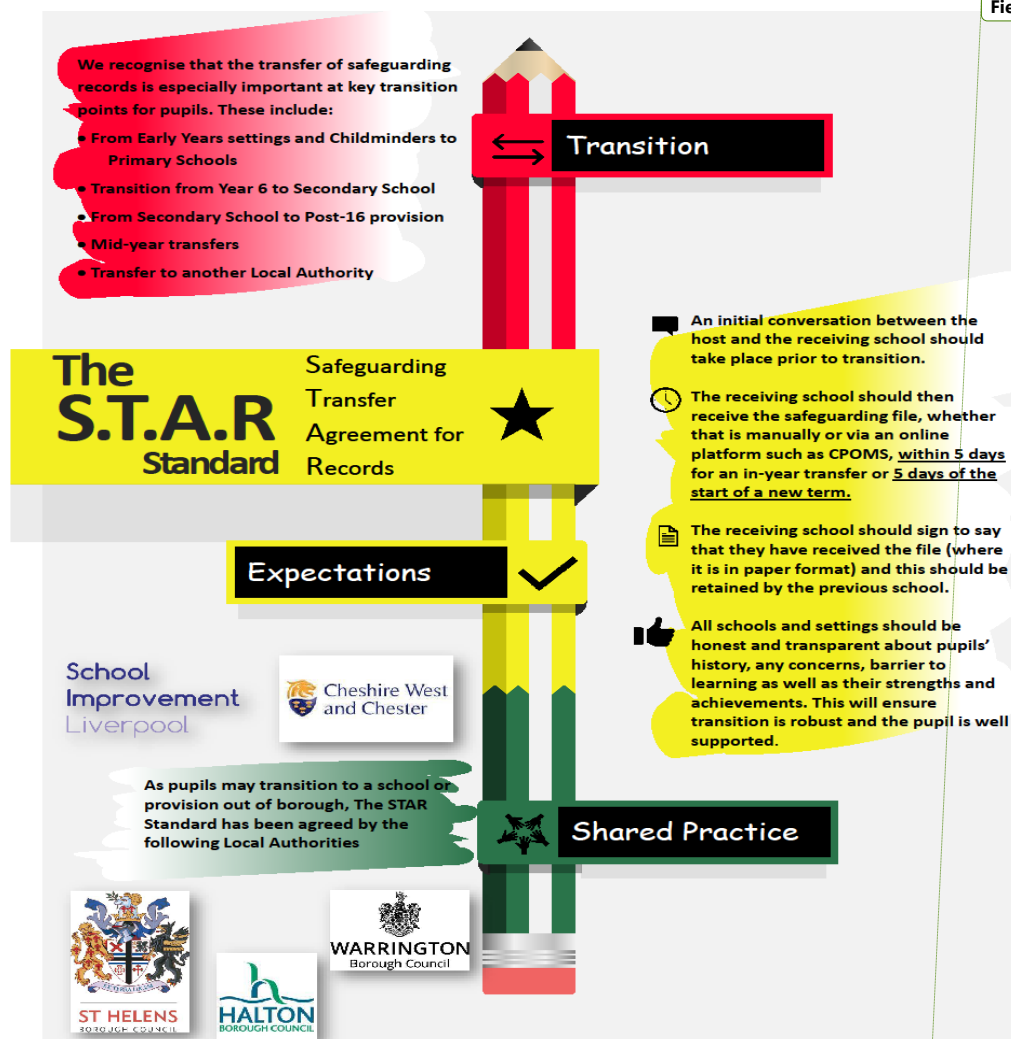 Fie
We recognise that the transfer of safeguarding
records is especially important at key transition
points for pupils. These include:
• From Early Years settings and Childminders to
Primary Schools
• Transition from Year 6 to Secondary School
• From Secondary School to Post-16 provision
• Mid-year transfers
• Transfer to another Local Authority
Transition
The
S.T.A.R
Standard
Safeguarding
Transfer
Agreement for
Records
An initial conversation between the
host and the receiving school should
take place prior to transition.
The receiving school should then
receive the safeguarding file, whether
that is manually or via an online
platform such as CPOMS, within 5 days
for an in-year transfer or 5 days of the
start of a new term.
The receiving school should sign to say
that they have received the file (where
it is in paper format) and this should be
retained by the previous school.
All schools and settings should be
honest and transparent about pupils’
history, any concerns, barrier to
learning as well as their strengths and
achievements. This will ensure
transition is robust and the pupil is well
supported.
Expectations
School
Improvement
Liverpool
Cheshire West
and Chester
As pupils may transition to a school or
provision out of borough, The STAR
Standard has been agreed by the
following Local Authorities
Shared Practice
ST HELENS
BOROUGH COUNCIL
HALTON
BOROUGH COUNCIL
WARRINGTON
Borough Council